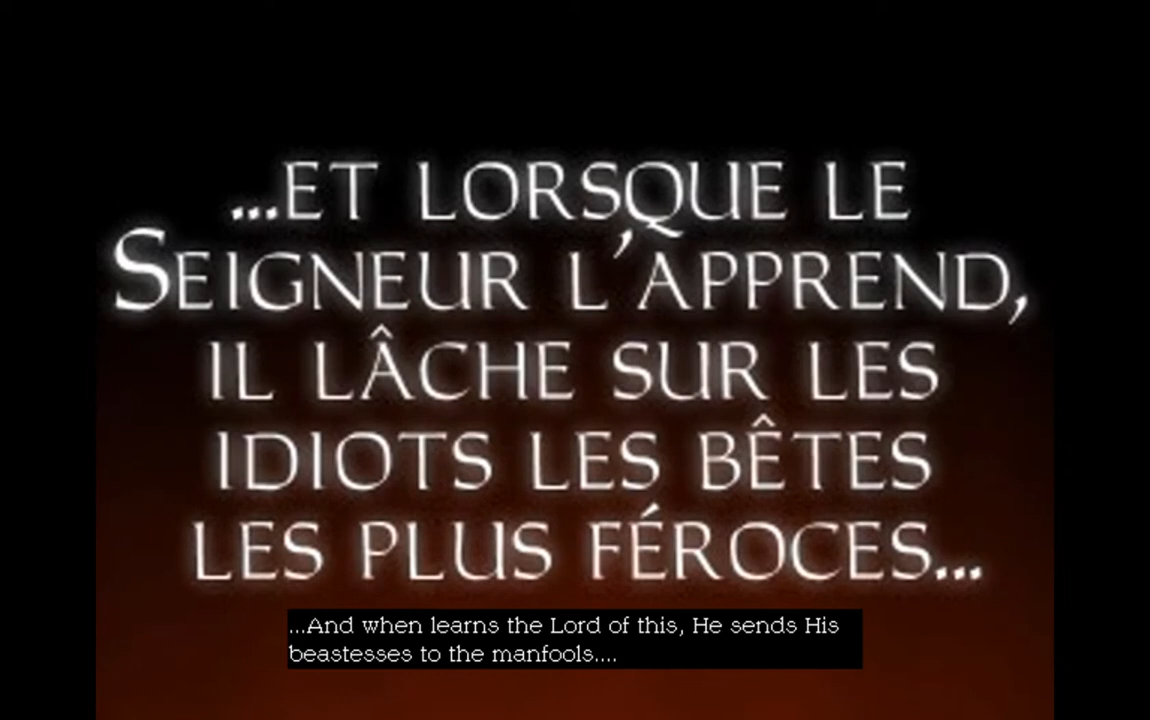 ...ET LORSQUE LE
SEIGNEUR L'APPREND,
IL LÂCHE SUR LES
IDIOTS LES BÊTES
LES PLUS FÉROCES...
...And when learns the Lord of this, He sends His
beastesses to the manfools....